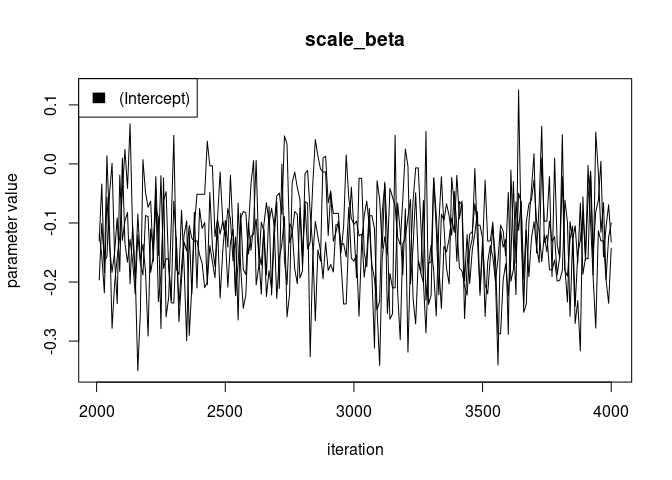 scale_beta
(Intercept)
parameter value
0.1
0.0
-0.1
-0.2
-0.3
2000 2500 3000 3500 4000
iteration